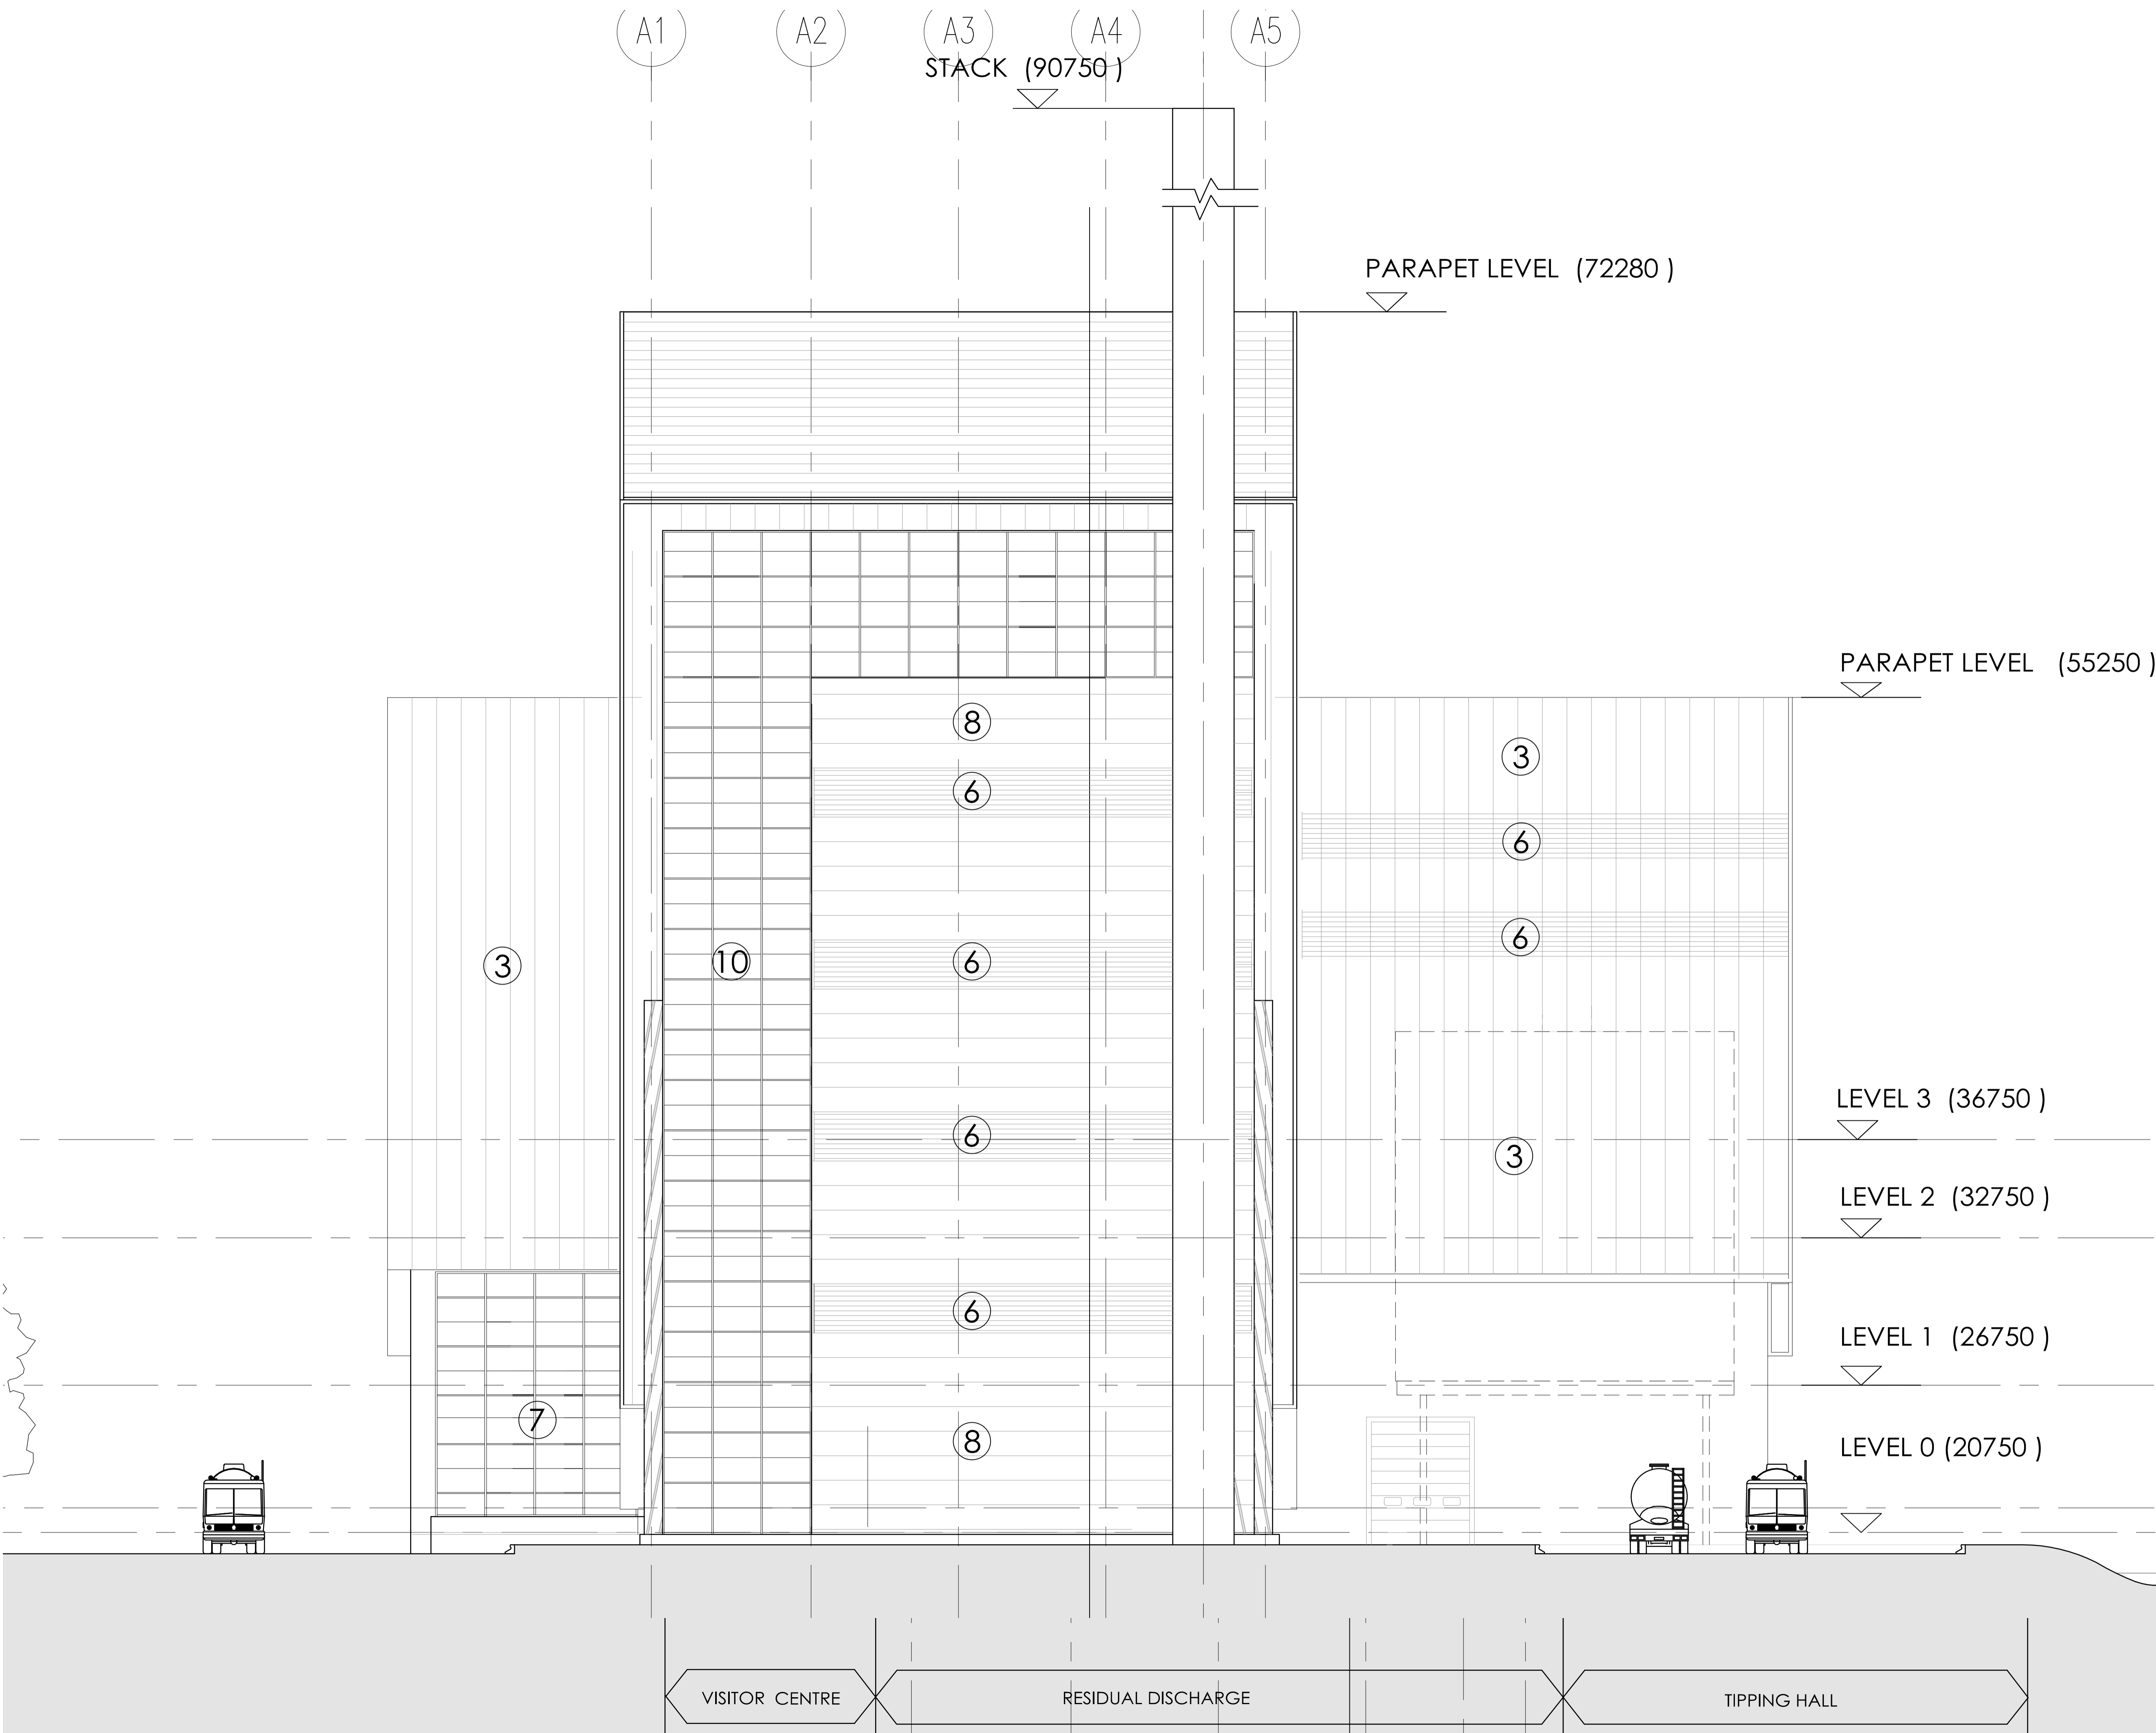 A1 A2 A3 A4 A5
STACK (90750 )
PARAPET LEVEL (72280 )
PARAPET LEVEL (55250 )
8
3
6
6
6
3
10
6
LEVEL 3 (36750 )
6
3
LEVEL 2 (32750 )
6
LEVEL 1 (26750 )
7
8
LEVEL 0 (20750 )
VISITOR CENTRE
RESIDUAL DISCHARGE
TIPPING HALL